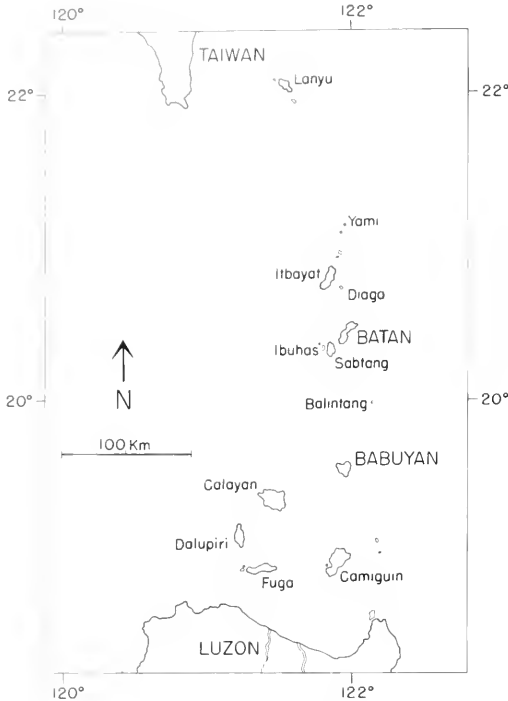 120°
122°
TAIWAN
Lanyu
22°
22°
Yami
Itbayat
Diago
BATAN
Ibuhas
Sabtang
20°
Balintang
20°
N
100 Km
BABUYAN
Calayan
Dalupiri
Fuga
Camiguin
LUZON
120°
122°